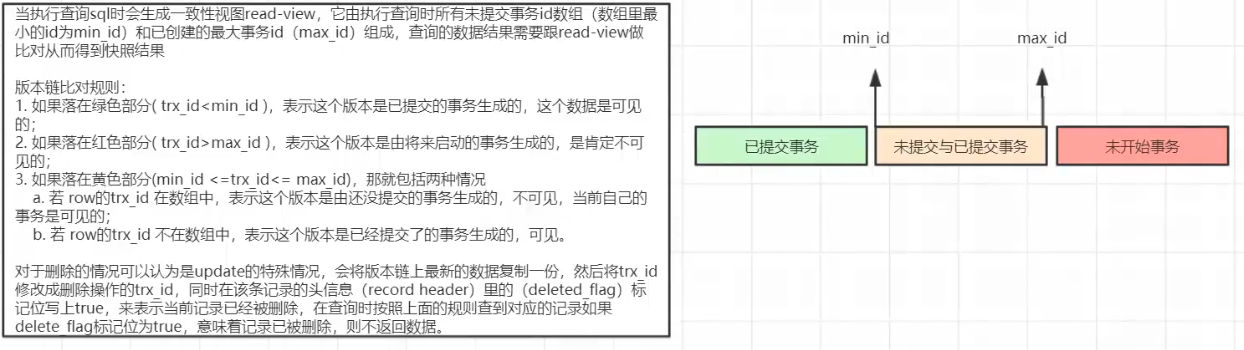 当执行查询sql时会生成一致性视图read-view，它由执行查询时所有未提交事务id数组（数组里最
小的id为min_id）和已创建的最大事务id（max_id）组成，查询的数据结果需要跟read-view做
比对从而得到快照结果
版本链比对规则：
1. 如果落在绿色部分( trx_id<min_id )，表示这个版本是已提交的事务生成的，这个数据是可见
的；
2. 如果落在红色部分( trx_id>max_id )，表示这个版本是由将来启动的事务生成的，是肯定不可
见的；
3. 如果落在黄色部分(min_id <=trx_id<= max_id)，那就包括两种情况
a. 若 row的trx_id 在数组中，表示这个版本是由还没提交的事务生成的，不可见，当前自己的
事务是可见的；
b. 若 row的trx_id 不在数组中，表示这个版本是已经提交了的事务生成的，可见。
对于删除的情况可以认为是update的特殊情况，会将版本链上最新的数据复制一份，然后将trx_id
修改成删除操作的trx_id，同时在该条记录的头信息（record header）里的（deleted_flag）标
记位写上true，来表示当前记录已经被删除，在查询时按照上面的规则查到对应的记录如果
delete_flag标记位为true，意味着记录已被删除，则不返回数据。
min_id
max_id
已提交事务
未提交与已提交事务
未开始事务